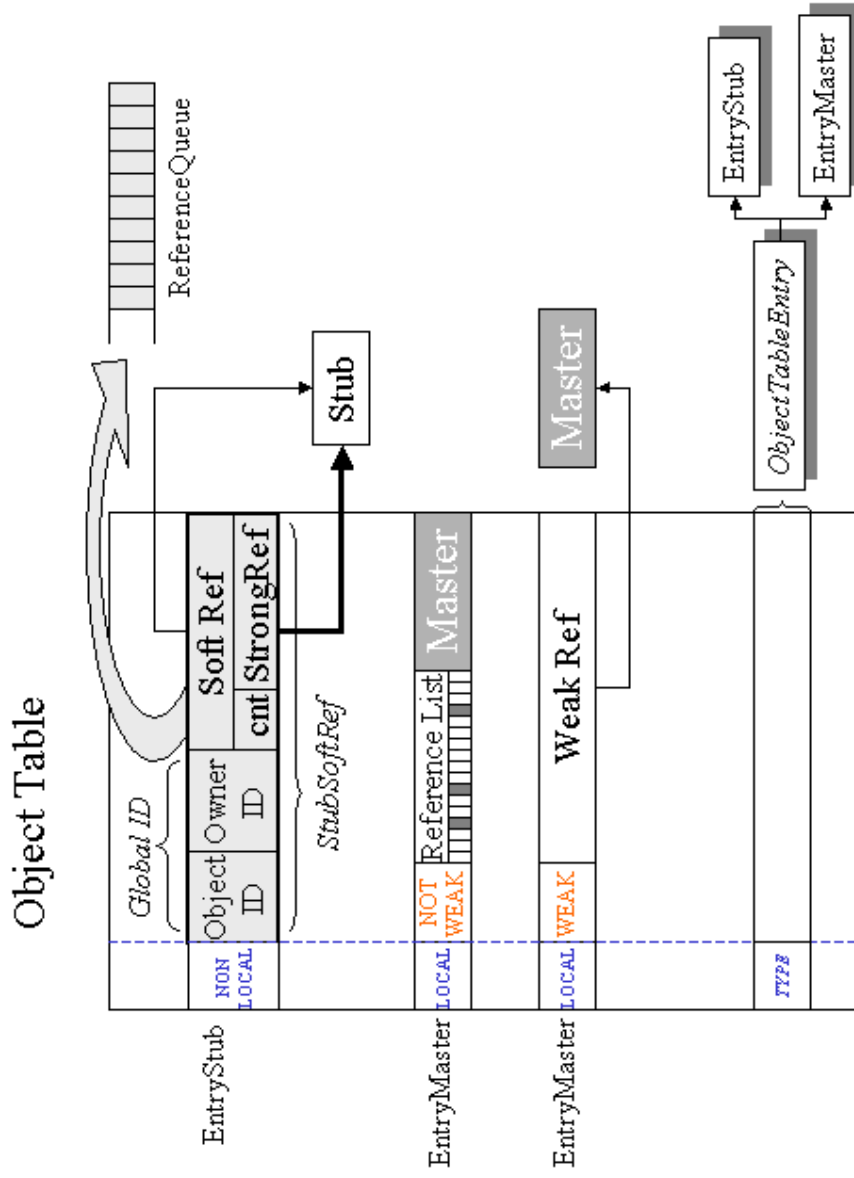 Object Table
ReferenceQueue
Global ID
EntryStub
NON
LOCAL
Object
ID
Owner
ID
Soft Ref
cnt
StrongRef
StubSoftRef
Stub
EntryMaster
LOCAL
NOT
WEAK
Reference List
Master
EntryMaster
LOCAL
WEAK
Weak Ref
Master
TYPE
ObjectTableEntry
EntryStub
EntryMaster